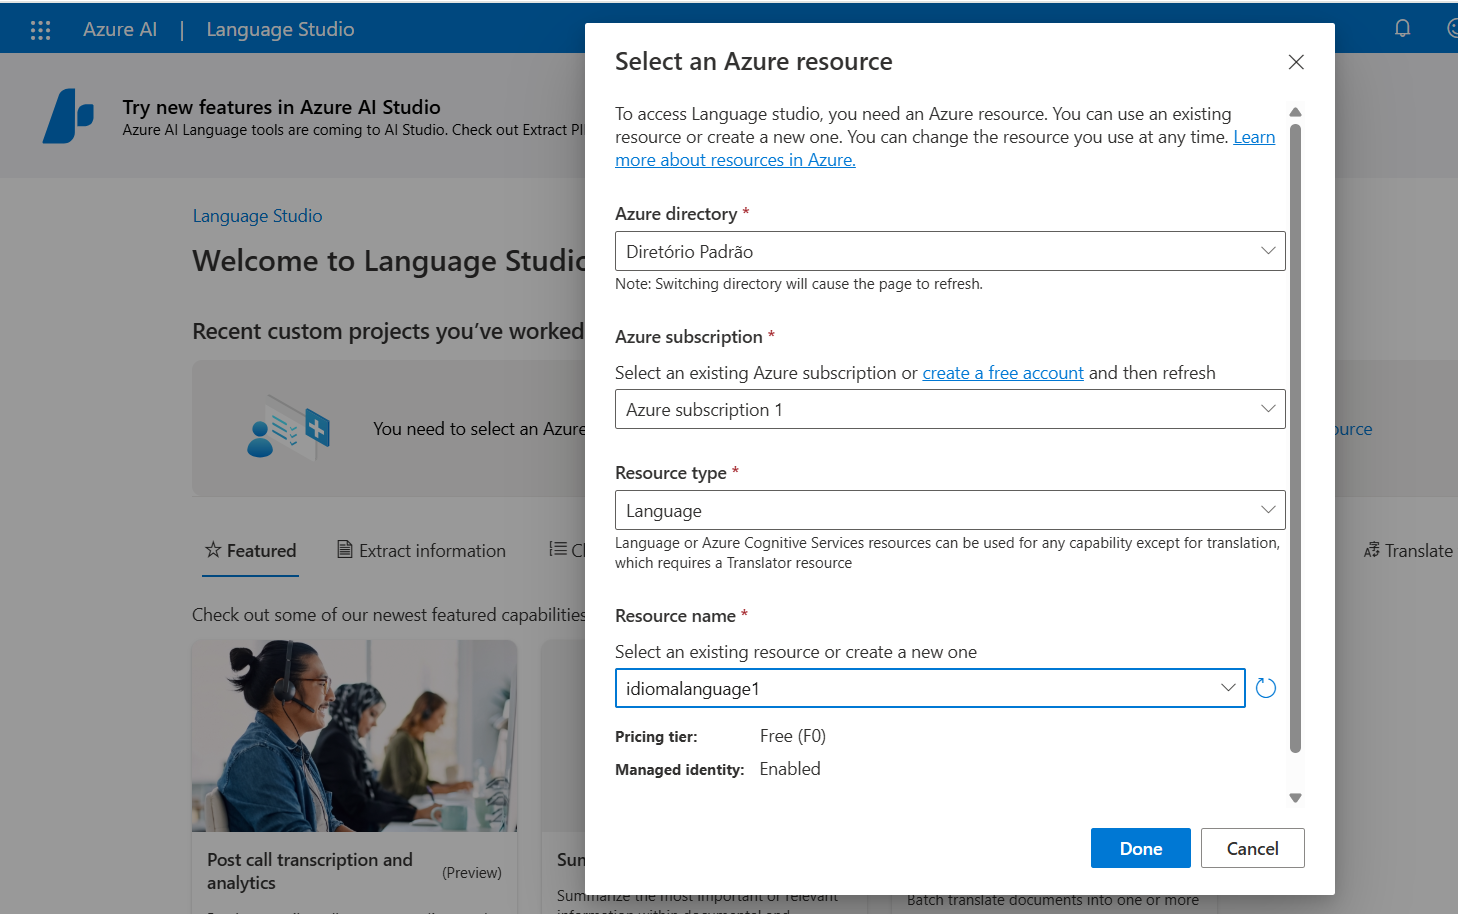 Azure AI | Language Studio
Try new features in Azure AI Studio
Azure AI Language tools are coming to AI Studio. Check out Extract
Language Studio
Welcome to Language Studio
Recent custom projects you've worked
You need to select an Azure
Featured
Extract information
Translate
Check out some of our newest featured capabilities
Post call transcription and
analytics
(Preview)
Summarize the most important or relevant
information within documents and
Batch translate documents into one or more
Select an Azure resource
To access Language studio, you need an Azure resource. You can use an existing
resource or create a new one. You can change the resource you use at any time. Learn
more about resources in Azure.
Azure directory *
Diretório Padrão
Note: Switching directory will cause the page to refresh.
Azure subscription *
Select an existing Azure subscription or create a free account and then refresh
Azure subscription 1
Resource type *
Language
Language or Azure Cognitive Services resources can be used for any capability except for translation,
which requires a Translator resource
Resource name *
Select an existing resource or create a new one
idiomalanguage1
Pricing tier: Free (F0)
Managed identity: Enabled
Done
Cancel